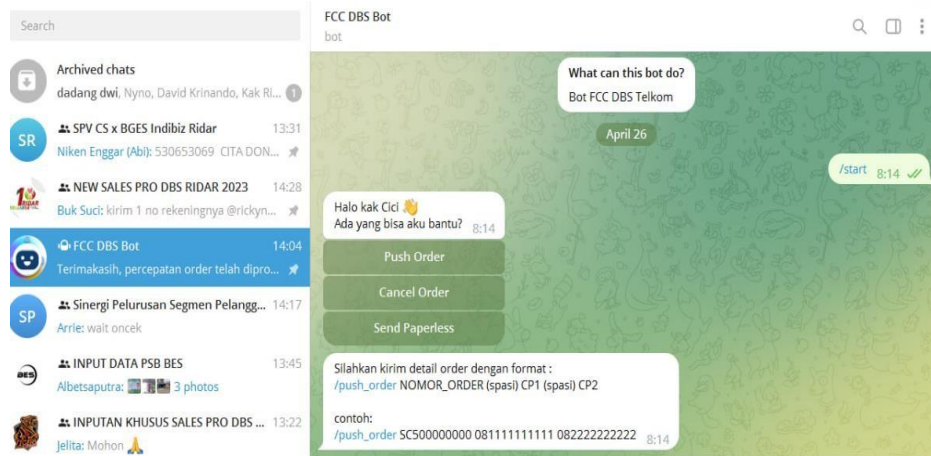 Search
Archived chats
dadang dwi, Nyno, David Krinando, Kak Ri... 1
SR
SPV CS x BGES Indibiz Ridar 13:31
Niken Enggar (Abi): 530653069 CITA DON...
NEW SALES PRO DBS RIDAR 2023 14:28
Buk Suci: kirim 1 no rekeningnya @rickyn...
FCC DBS Bot 14:04
Terimakasih, percepatan order telah dipro...
SP
Sinergi Pelurusan Segmen Pelangg... 14:17
Arrie: wait oncek
BES
INPUT DATA PSB BES 13:45
Albetsaputra: 3 photos
INPUTAN KHUSUS SALES PRO DBS ... 13:22
Jelita: Mohon 🙏
FCC DBS Bot
bot
What can this bot do?
Bot FCC DBS Telkom
April 26
/start 8:14
Halo kak Cici 👋
Ada yang bisa aku bantu? 8:14
Push Order
Cancel Order
Send Paperless
Silahkan kirim detail order dengan format :
/push_order NOMOR_ORDER (spasi) CP1 (spasi) CP2
contoh:
/push_order SC500000000 081111111111 082222222222 8:14